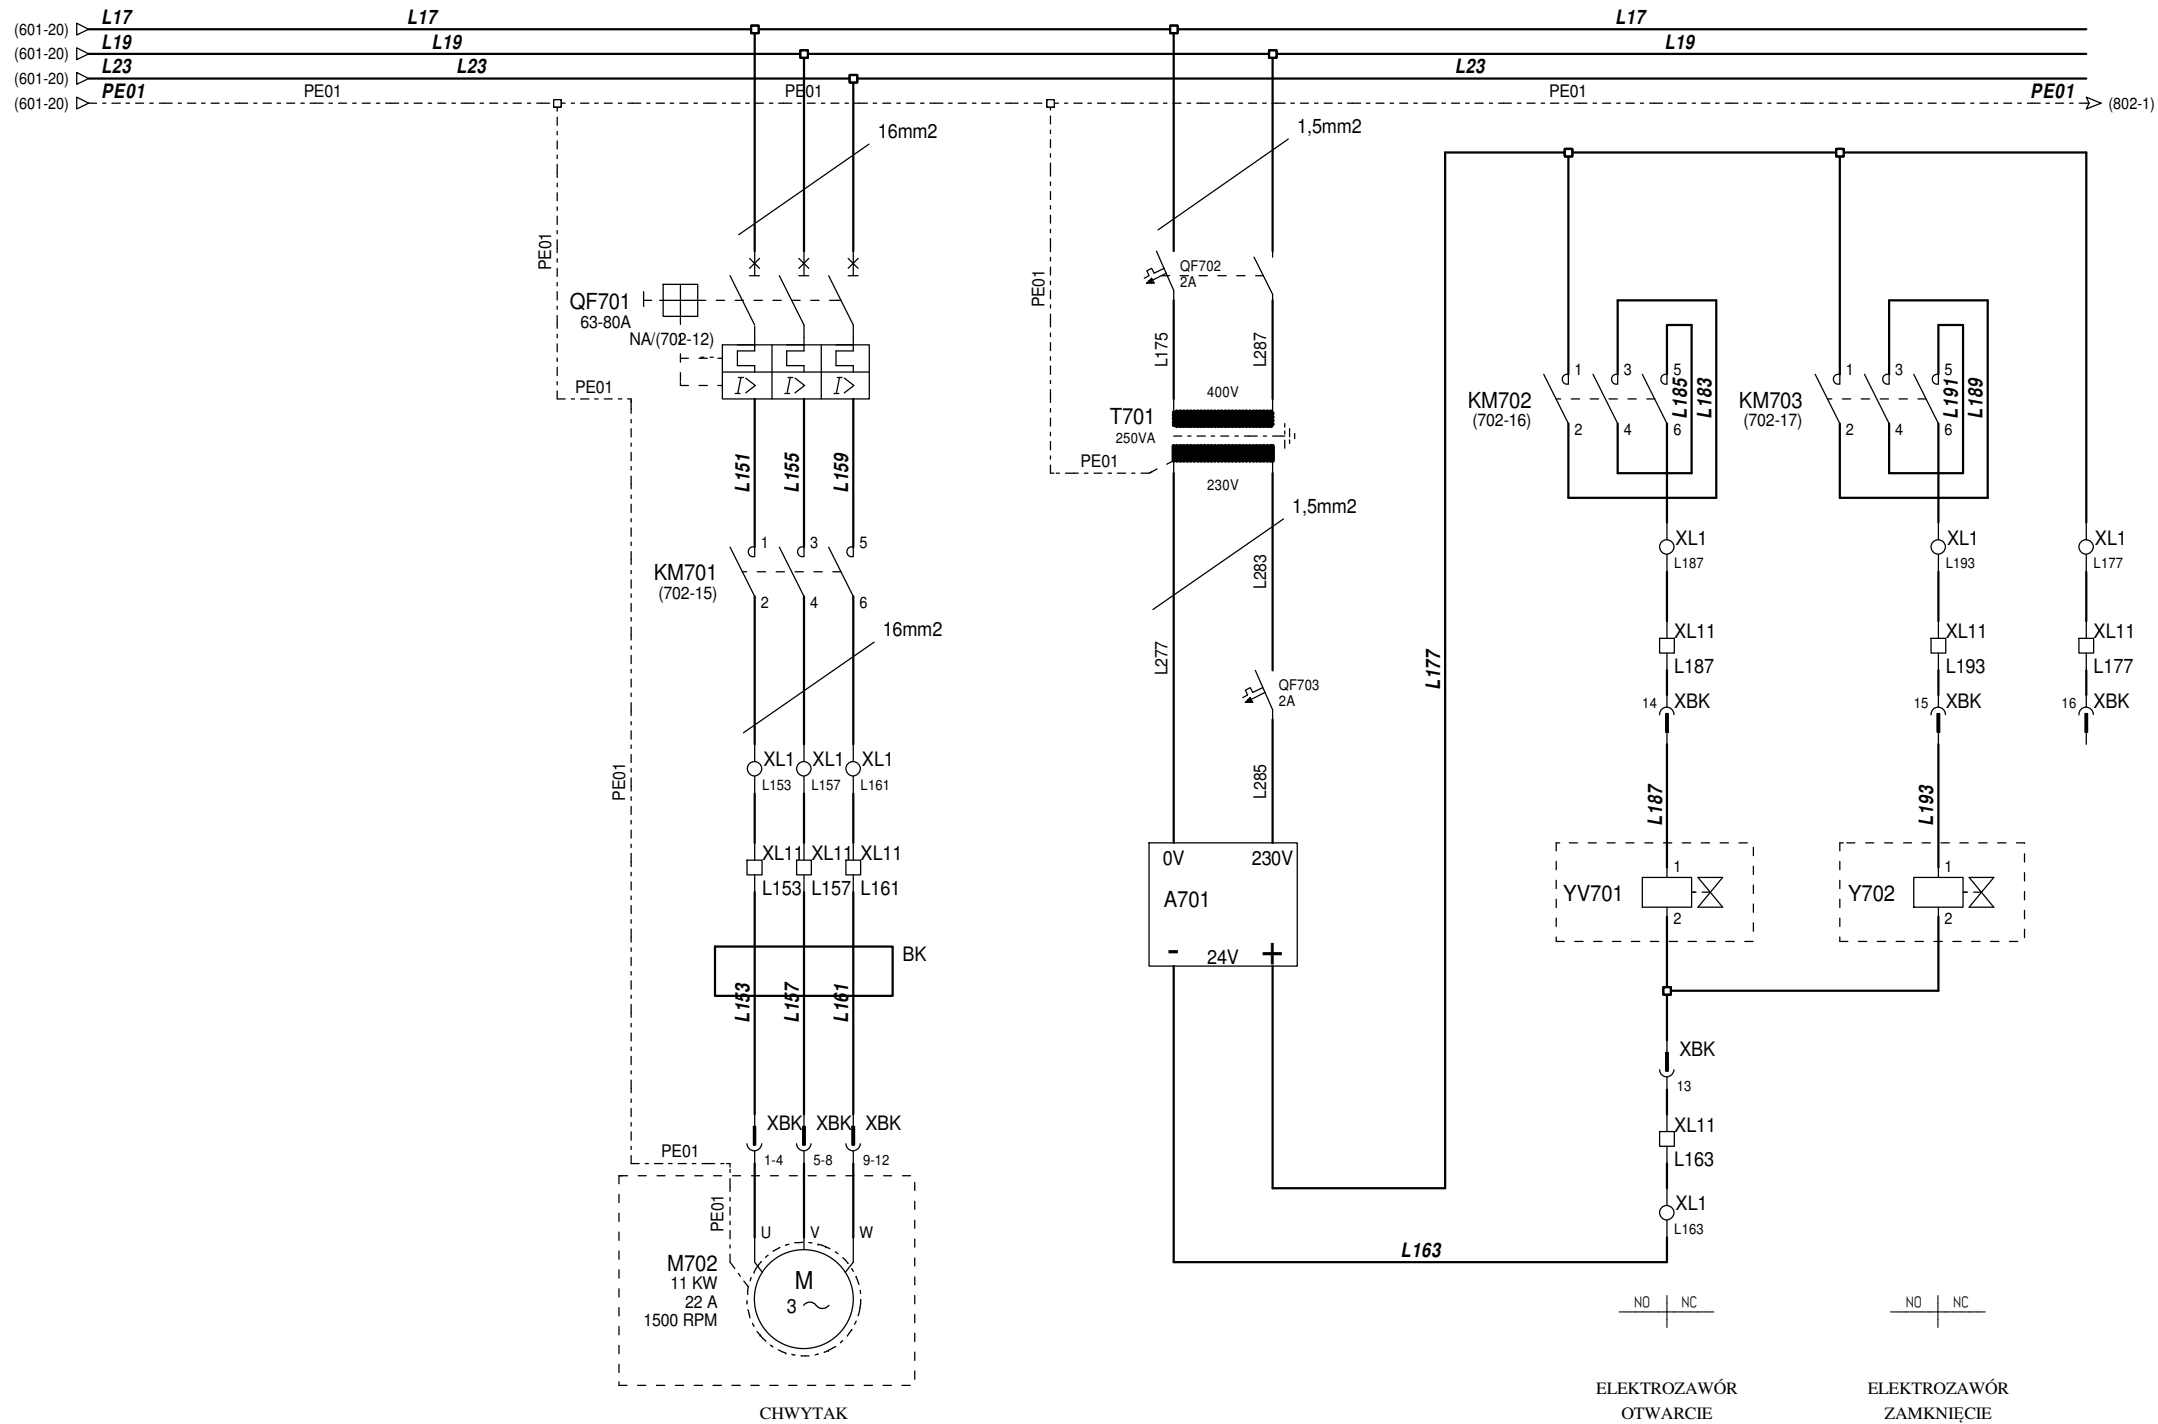 L17 L17 L17
(601-20)
L19 L19 L19
(601-20)
L23 L23 L23
(601-20)
PE01 PE01 PE01 PE01 PE01
(601-20) (802-1)
16mm2
1,5mm2
PE01
PE01
QF701
63-80A
NA/(702-12)
PE01
I> I> I>
QF702
2A
L175
L287
400V
T701
250VA
PE01
230V
KM702
(702-16)
1 3 5
2 4 6
L185
L183
KM703
(702-17)
1 3 5
2 4 6
L191
L189
L151
L155
L159
KM701
(702-15)
1 3 5
2 4 6
16mm2
1,5mm2
L277
L283
QF703
2A
L285
L177
XL1
L187
XL1
L193
XL1
L177
XL11
L187
XL11
L193
XL11
L177
14 XBK
15 XBK
16 XBK
PE01
XL1 XL1 XL1
L153 L157 L161
XL11 XL11 XL11
L153 L157 L161
BK
L153
L157
L161
0V 230V
A701
- 24V +
L187
L193
YV701
1
2
Y702
1
2
XBK
13
XL11
L163
XL1
L163
L163
XBK XBK XBK
1-4 5-8 9-12
PE01
PE01
U V W
M702
11 KW
22 A
1500 RPM
M
3
NO NC
NO NC
CHWYTAK
ELEKTROZAWÓR
OTWARCIE
ELEKTROZAWÓR
ZAMKNIĘCIE